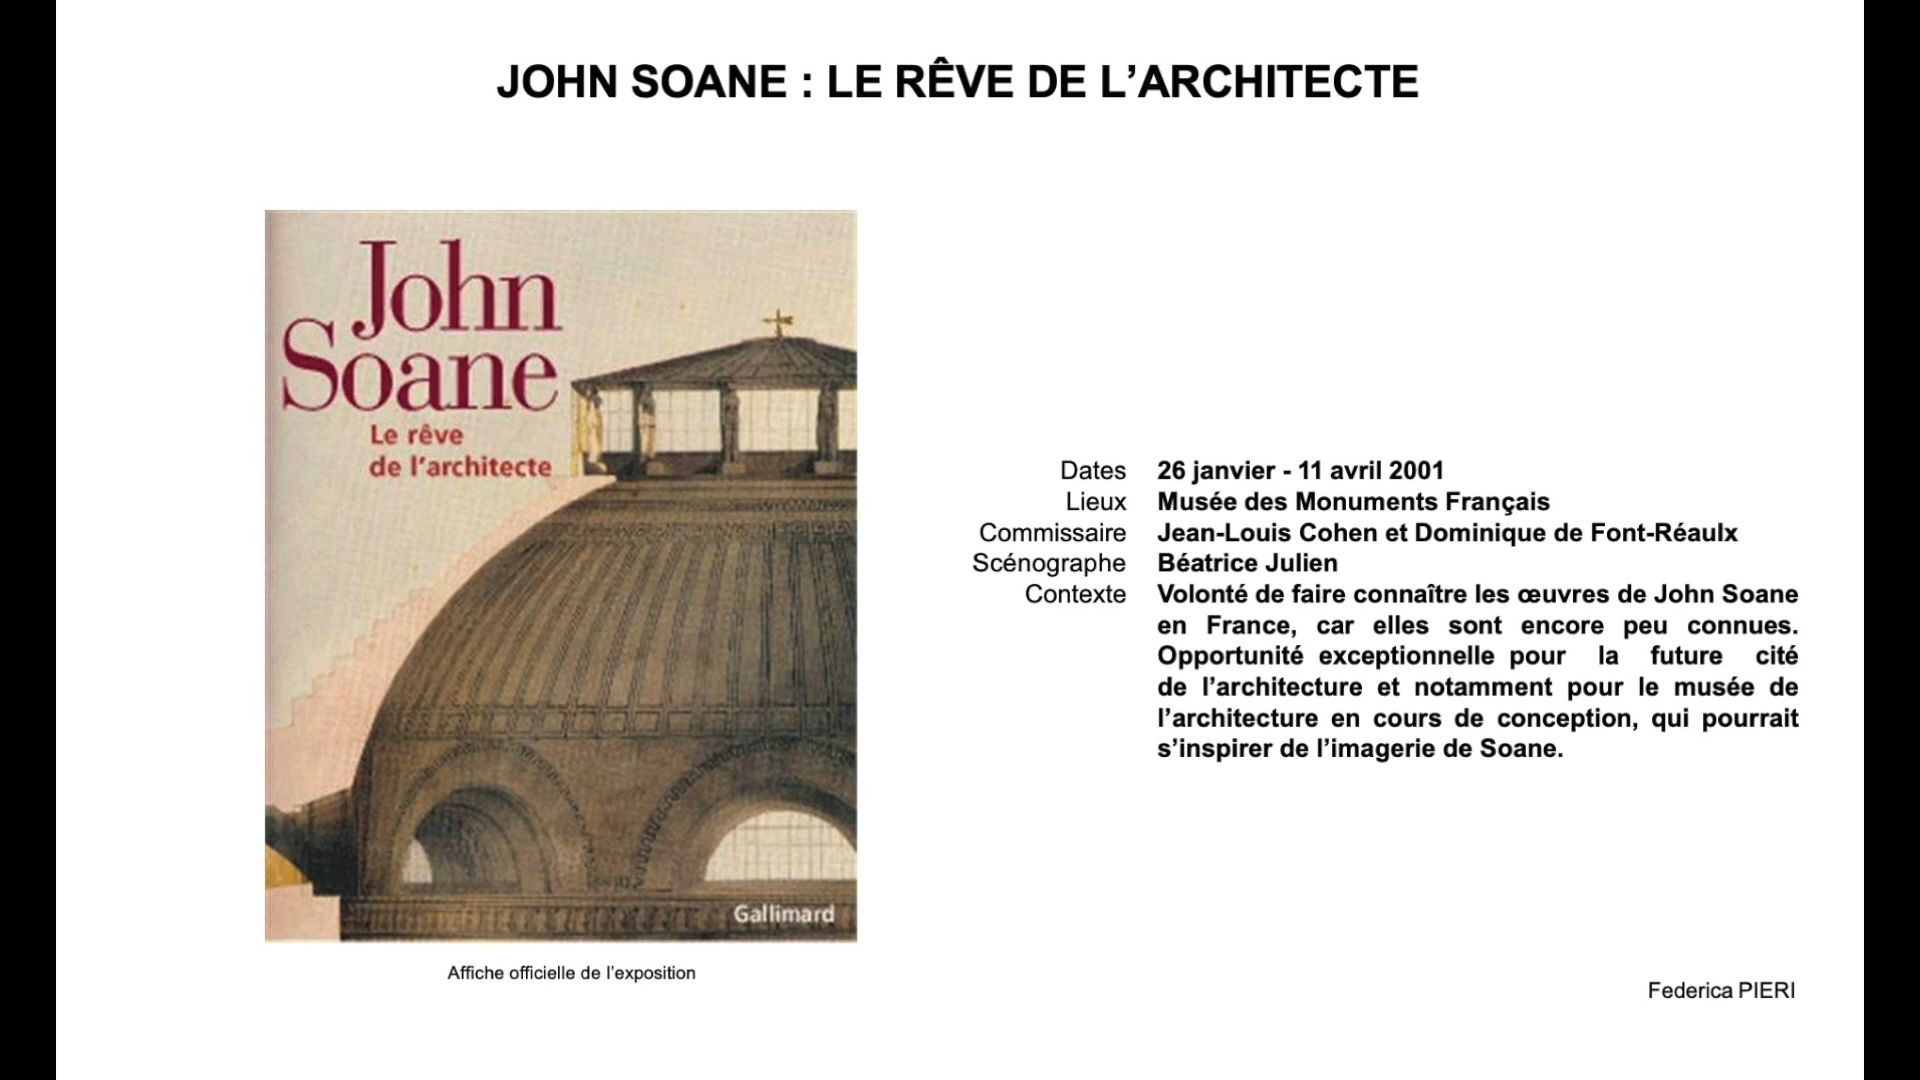 JOHN SOANE : LE RÊVE DE L’ARCHITECTE
John
Soane
Le rêve
de l'architecte
Gallimard
Affiche officielle de l’exposition
Dates 26 janvier - 11 avril 2001
Lieux Musée des Monuments Français
Commissaire Jean-Louis Cohen et Dominique de Font-Réaulx
Scénographe Béatrice Julien
Contexte Volonté de faire connaître les œuvres de John Soane
en France, car elles sont encore peu connues.
Opportunité exceptionnelle pour la future cité
de l’architecture et notamment pour le musée de
l’architecture en cours de conception, qui pourrait
s’inspirer de l’imagerie de Soane.
Federica PIERI